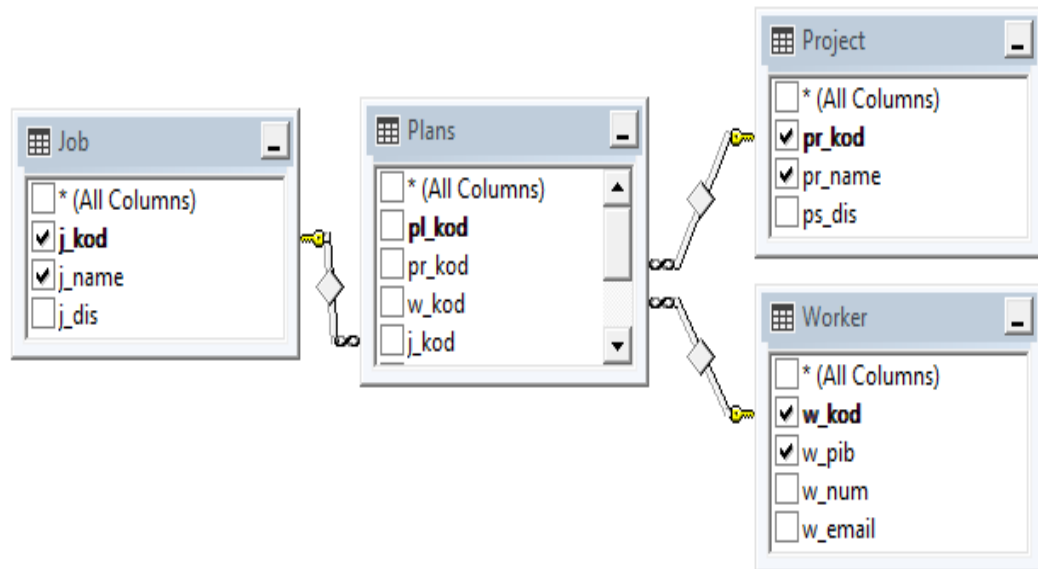 Job
* (All Columns)
j_kod
j_name
j_dis
Plans
* (All Columns)
pl_kod
pr_kod
w_kod
j_kod
Project
* (All Columns)
pr_kod
pr_name
ps_dis
Worker
* (All Columns)
w_kod
w_pib
w_num
w_email